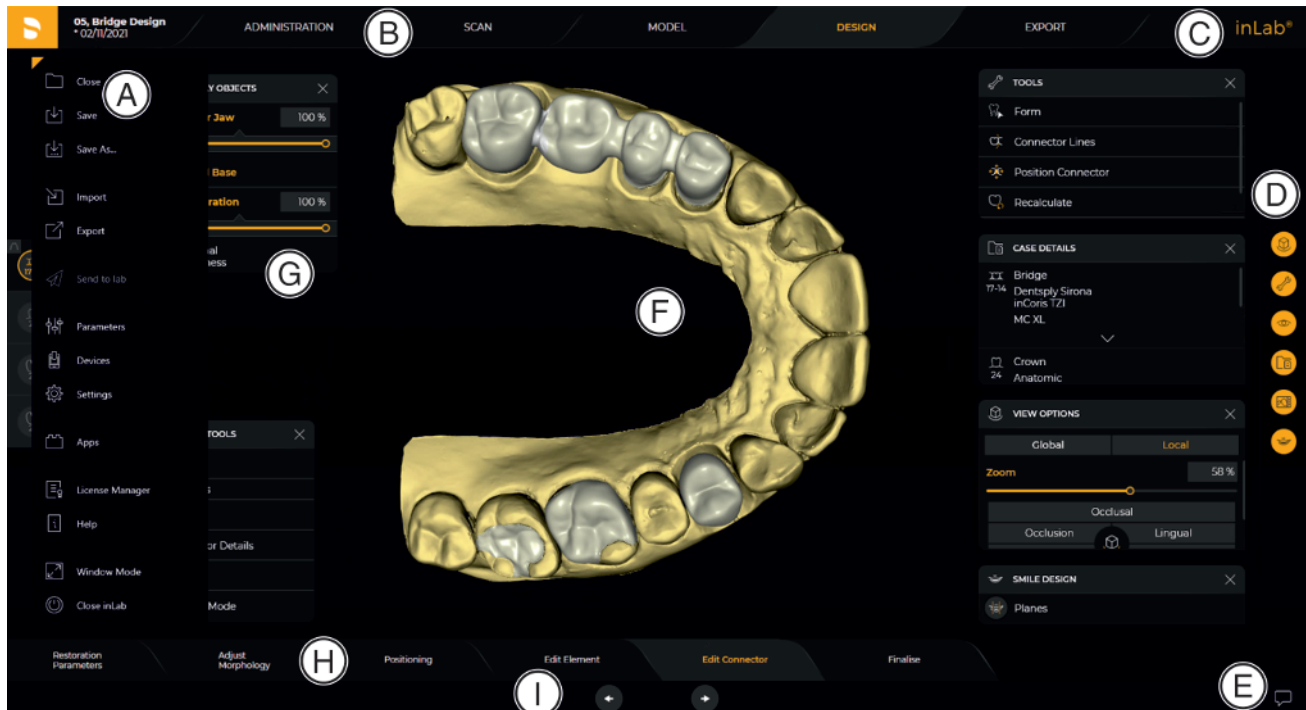 05, Bridge Design
* 02/11/2021
ADMINISTRATION
B
SCAN
MODEL
DESIGN
EXPORT
C
inLab®
Close
A
Save
Save As...
Import
Export
Send to lab
Parameters
Devices
Settings
Apps
License Manager
Help
Window Mode
Close inLab
Y OBJECTS
r Jaw 100 %
l Base
ration 100 %
al
ness
G
TOOLS
s
or Details
Mode
F
TOOLS
Form
Connector Lines
Position Connector
Recalculate
D
CASE DETAILS
Bridge
17-14 Dentsply Sirona
inCoris TZI
MC XL
Crown
24 Anatomic
VIEW OPTIONS
Global Local
Zoom 58 %
Occlusal
Occlusion Lingual
SMILE DESIGN
Planes
Restoration
Parameters
Adjust
Morphology
H
Positioning
Edit Element
Edit Connector
Finalise
I
E